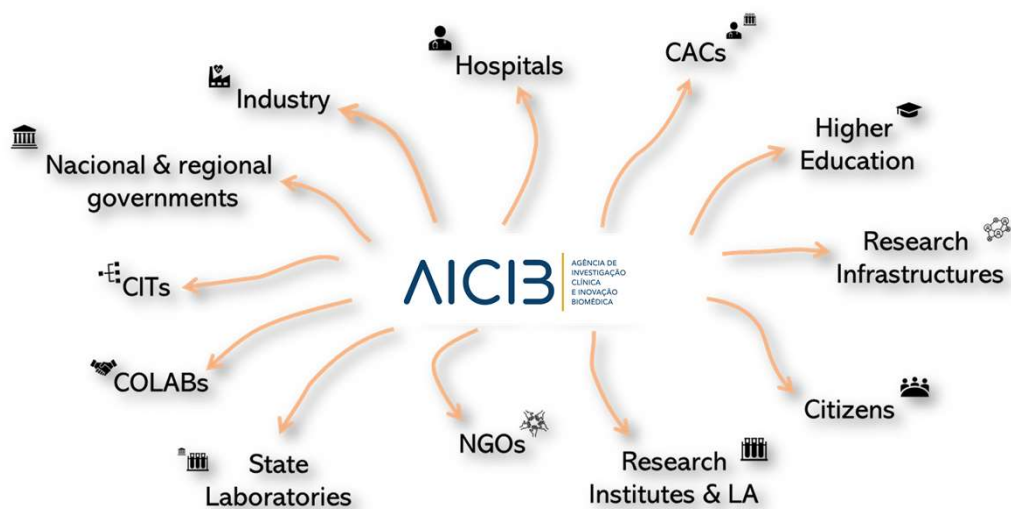 Hospitals
CACs
Industry
Higher
Education
Nacional & regional
governments
Research
Infrastructures
AICIB
AGÊNCIA DE
INVESTIGAÇÃO
CLÍNICA
E INOVAÇÃO
BIOMÉDICA
CITs
COLABs
Citizens
NGOs
State
Laboratories
Research
Institutes & LA